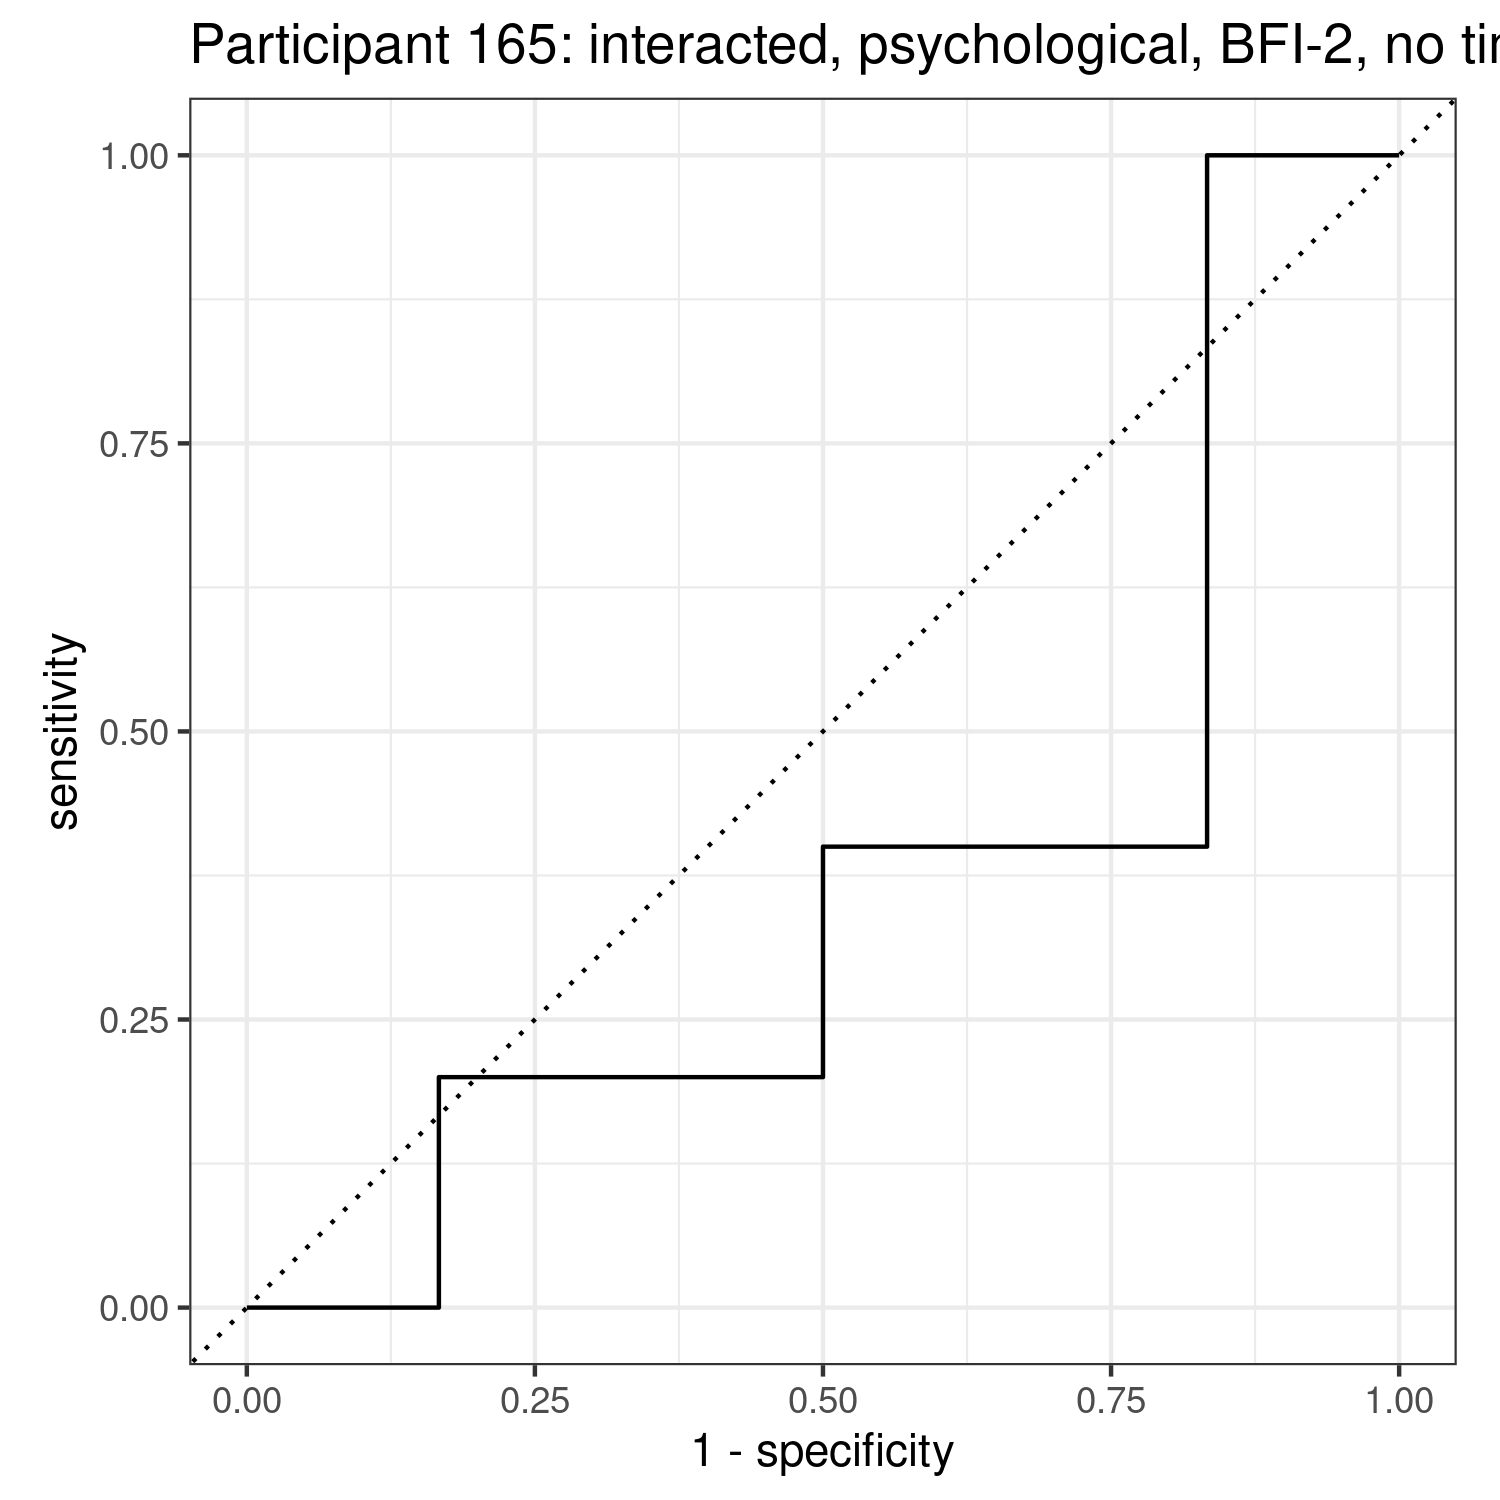 Participant 165: interacted, psychological, BFI-2, no
1.00
0.75
0.50
0.25
0.00
sensitivity
0.00 0.25 0.50 0.75 1.00
1 - specificity